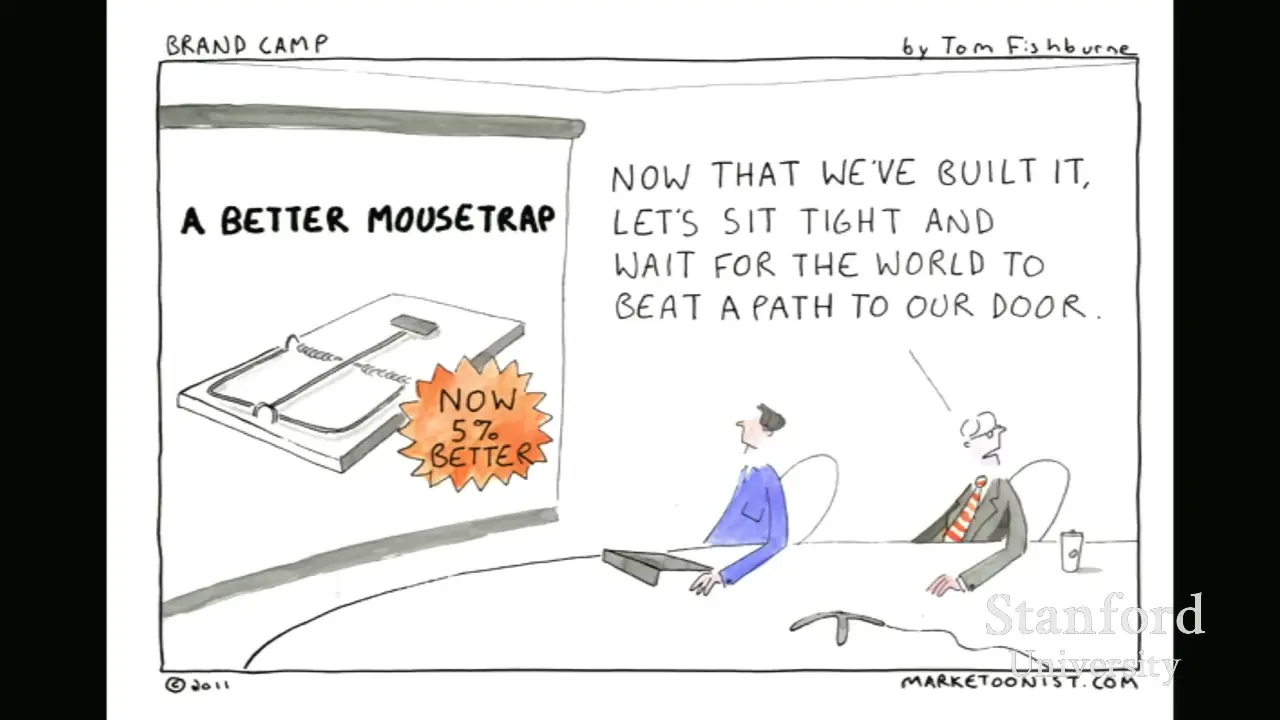 BRAND CAMP
by Tom Fishburne
A BETTER MOUSETRAP
NOW
5%
BETTER
NOW THAT WE'VE BUILT IT,
LET'S SIT TIGHT AND
WAIT FOR THE WORLD TO
BEAT A PATH TO OUR DOOR.
Stanford
University
© 2011
MARKETOONIST.COM